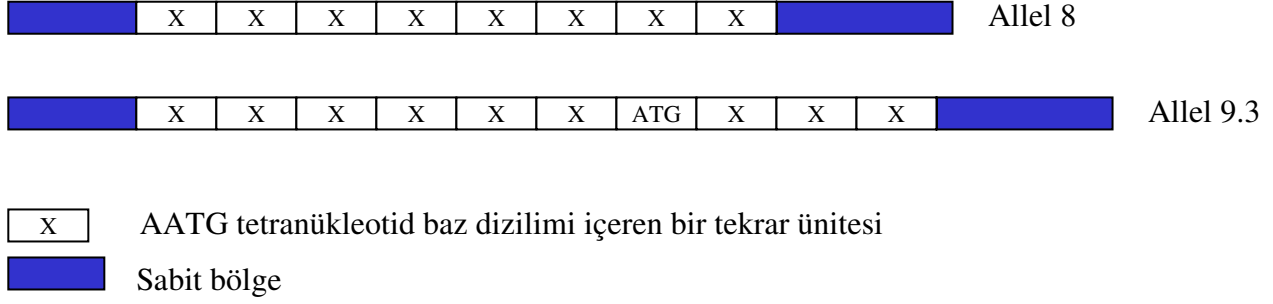 X X X X X X X X Allel 8
X X X X X X ATG X X X Allel 9.3
X AATG tetranükleotid baz dizilimi içeren bir tekrar ünitesi
Sabit bölge